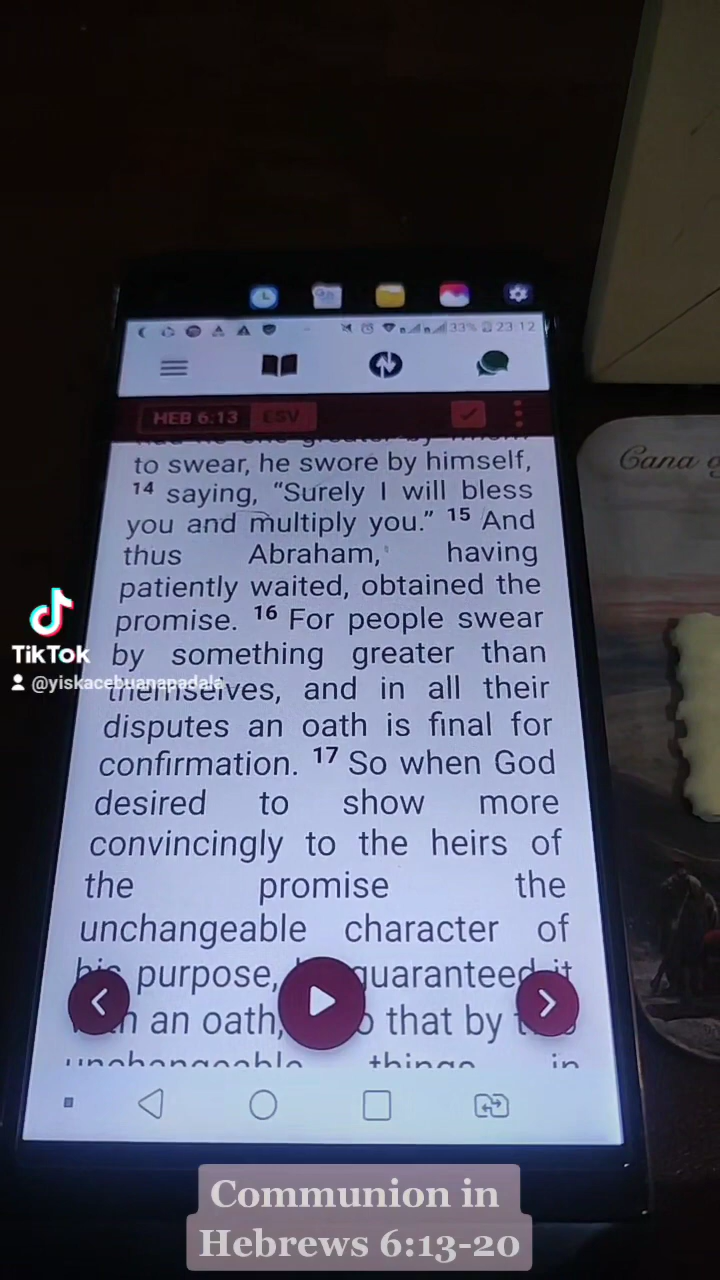 33% 23:12
HEB 6:13 ESV
to swear, he swore by himself,
14 saying, “Surely I will bless
you and multiply you.” 15 And
thus Abraham, having
patiently waited, obtained the
promise. 16 For people swear
by something greater than
themselves, and in all their
disputes an oath is final for
confirmation. 17 So when God
desired to show more
convincingly to the heirs of
the promise the
unchangeable character of
his purpose, guaranteed it
an oath, so that by
unchangeable things in
Cana
TikTok
@yiskacebuanapadala
Communion in
Hebrews 6:13-20